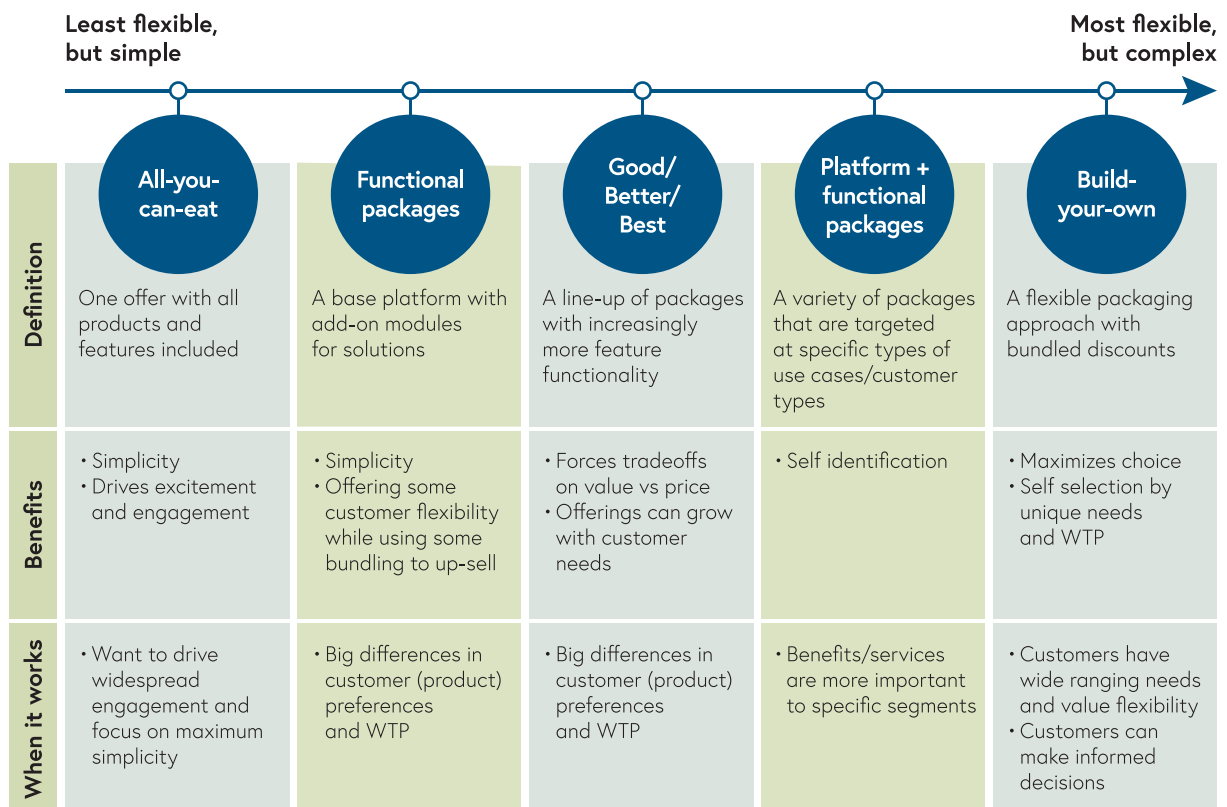 Least flexible,
but simple
Most flexible,
but complex
All-you-
can-eat
Functional
packages
Good/
Better/
Best
Platform +
functional
packages
Build-
your-own
Definition
One offer with all
products and
features included
A base platform with
add-on modules
for solutions
A line-up of packages
with increasingly
more feature
functionality
A variety of packages
that are targeted
at specific types of
use cases/customer
types
A flexible packaging
approach with
bundled discounts
Benefits
• Simplicity
• Drives excitement
and engagement
• Simplicity
• Offering some
customer flexibility
while using some
bundling to up-sell
• Forces tradeoffs
on value vs price
• Offerings can grow
with customer
needs
• Self identification
• Maximizes choice
• Self selection by
unique needs
and WTP
When it works
• Want to drive
widespread
engagement and
focus on maximum
simplicity
• Big differences in
customer (product)
preferences
and WTP
• Big differences in
customer (product)
preferences
and WTP
• Benefits/services
are more important
to specific segments
• Customers have
wide ranging needs
and value flexibility
• Customers can
make informed
decisions